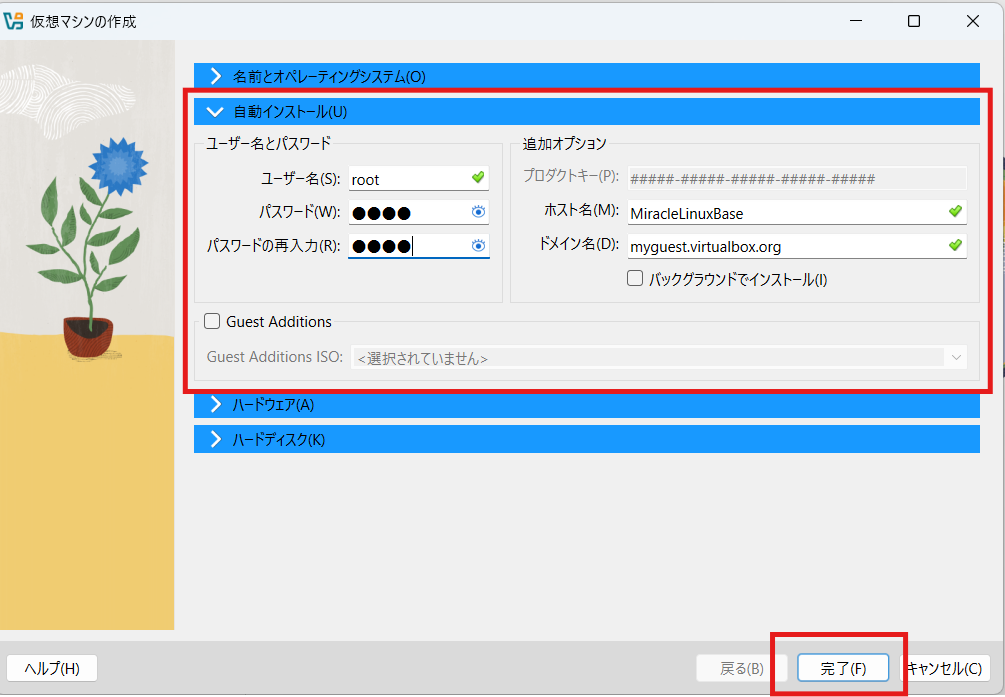 仮想マシンの作成
名前とオペレーティングシステム(O)
自動インストール(U)
ユーザー名とパスワード
ユーザー名(S): root
パスワード(W): ●●●●
パスワードの再入力(R): ●●●●
追加オプション
プロダクトキー(P): #####-#####-#####-#####-#####
ホスト名(M): MiracleLinuxBase
ドメイン名(D): myguest.virtualbox.org
バックグラウンドでインストール(I)
Guest Additions
Guest Additions ISO: <選択されていません>
ハードウェア(A)
ハードディスク(K)
ヘルプ(H) 戻る(B) 完了(F) キャンセル(C)